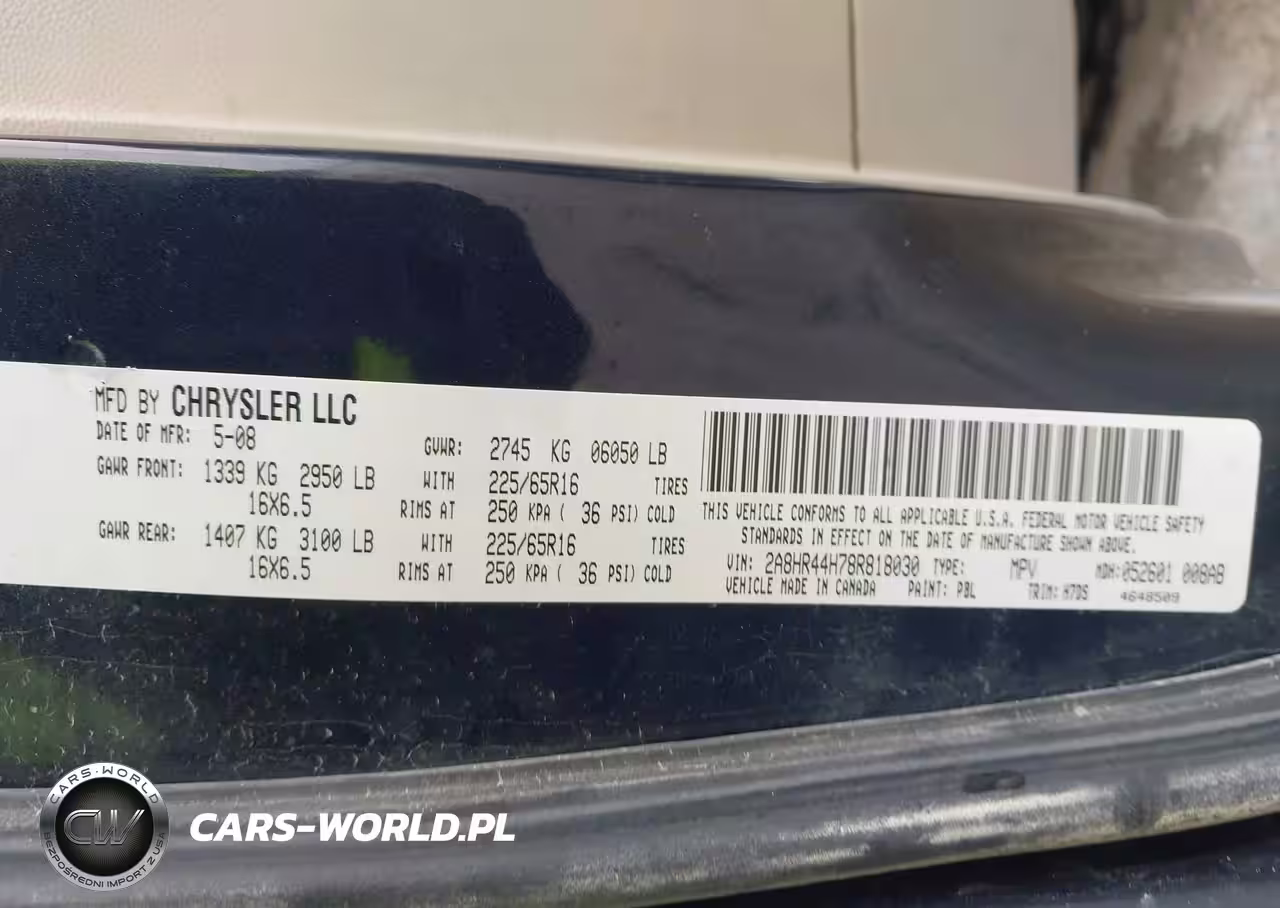 MFD BY CHRYSLER LLC
DATE OF MFR: 5-08 GVWR: 2745 KG 06050 LB
GAWR FRONT: 1339 KG 2950 LB WITH 225/65R16 TIRES
16X6.5 RIMS AT 250 KPA ( 36 PSI) COLD
GAWR REAR: 1407 KG 3100 LB WITH 225/65R16 TIRES
16X6.5 RIMS AT 250 KPA ( 36 PSI) COLD
THIS VEHICLE CONFORMS TO ALL APPLICABLE U.S.A. FEDERAL MOTOR VEHICLE SAFETY
STANDARDS IN EFFECT ON THE DATE OF MANUFACTURE SHOWN ABOVE.
VIN: 2A8HR44H78R818030 TYPE: MPV MDH:052601 008AB
VEHICLE MADE IN CANADA PAINT: PBL TRIM: H7DS 4648509
CARS-WORLD
CW
BEZPOŚREDNI IMPORT Z USA
CARS-WORLD.PL